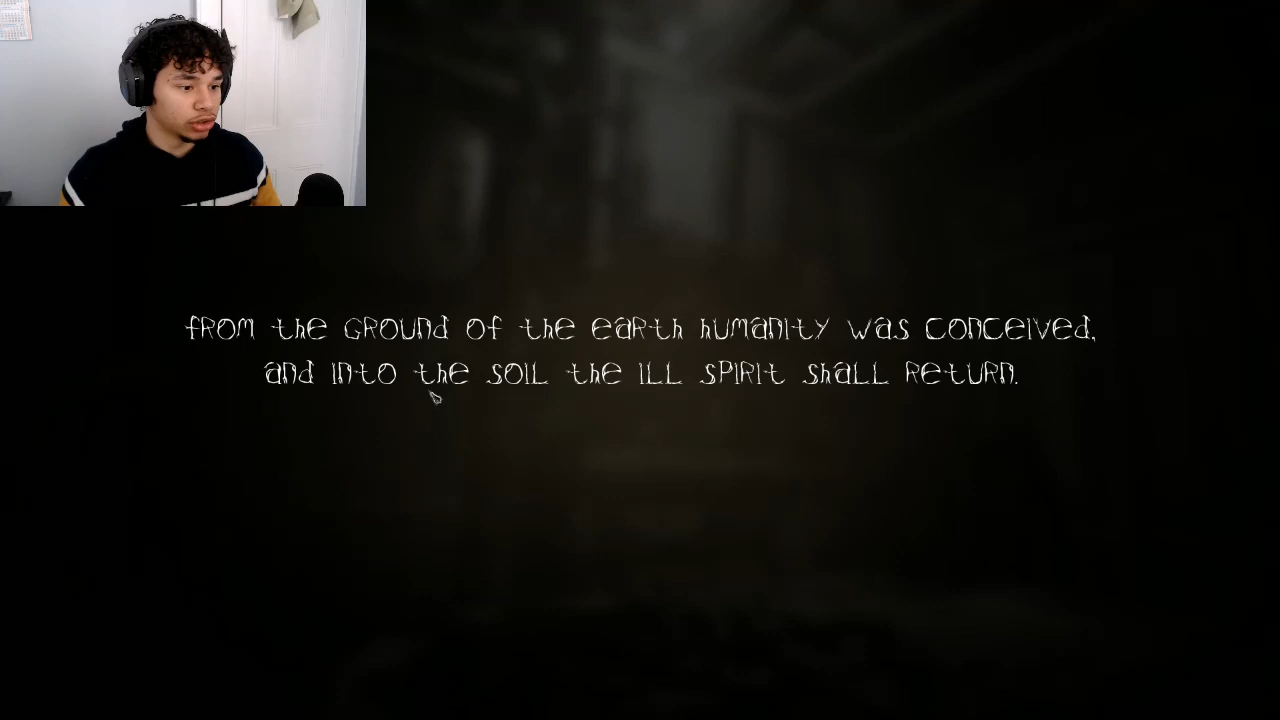 from the ground of the earth humanity was conceived,
and into the soil the ill spirit shall return.